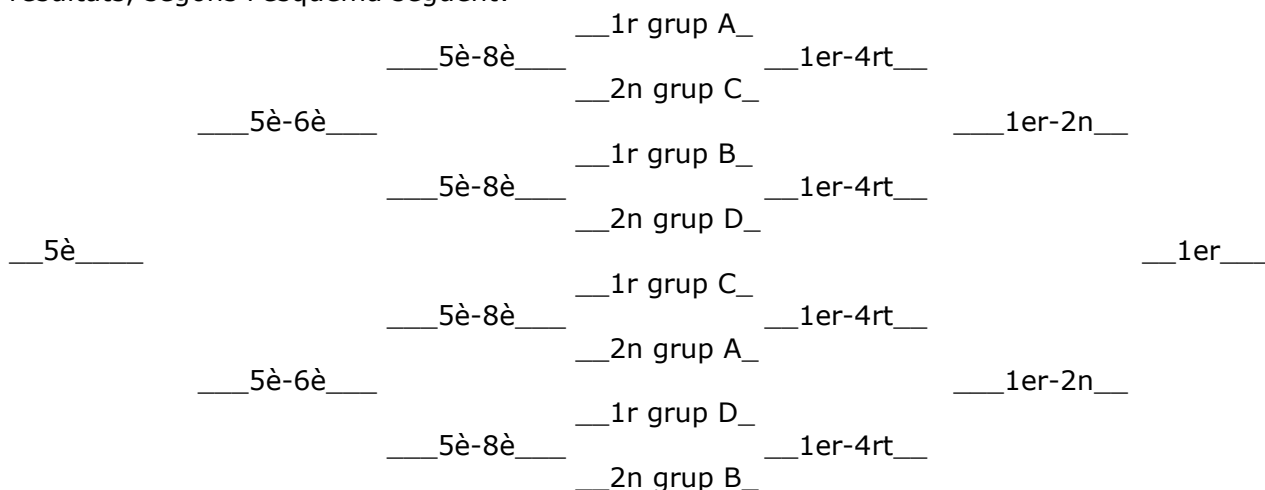 resultats, segons l'esquema següent:
__1r grup A_
___5è-8è___ __1er-4rt__
__2n grup C_
___5è-6è___ ___1er-2n__
__1r grup B_
___5è-8è___ __1er-4rt__
__2n grup D_
__5è____ __1er___
__1r grup C_
___5è-8è___ __1er-4rt__
__2n grup A_
___5è-6è___ ___1er-2n__
__1r grup D_
___5è-8è___ __1er-4rt__
__2n grup B_